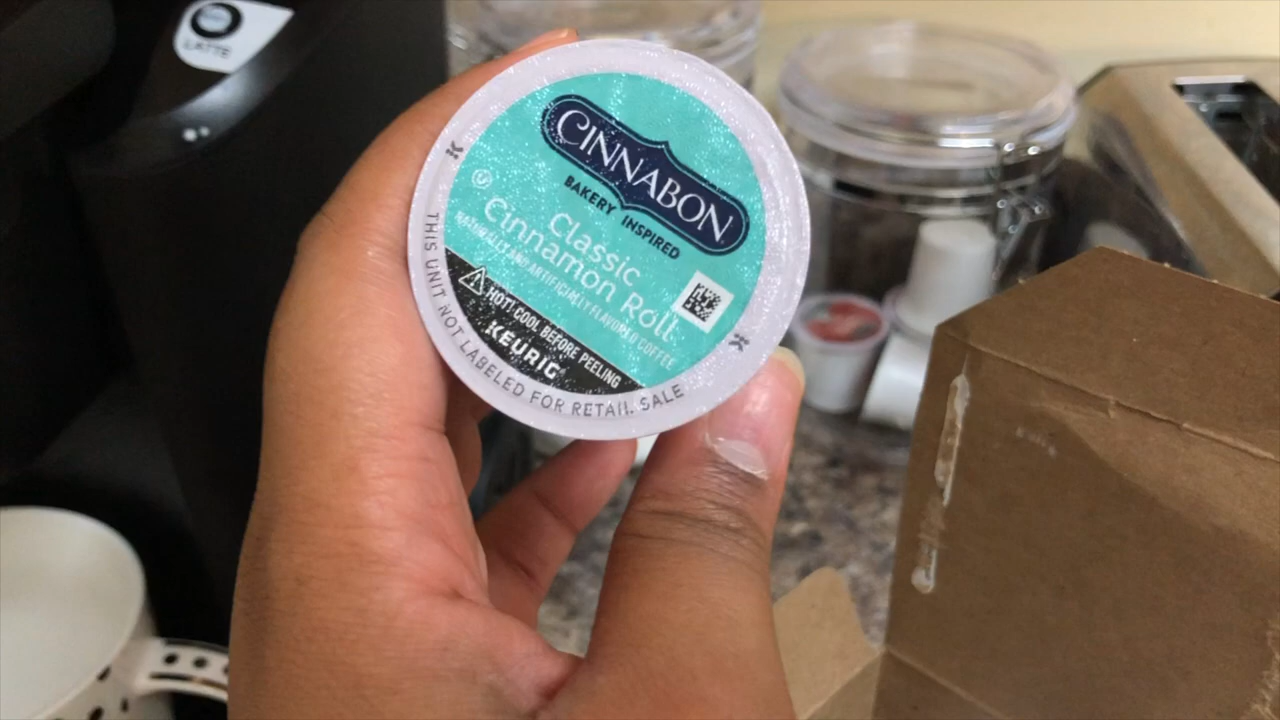 LATTE
CINNABON
BAKERY INSPIRED
Classic
Cinnamon Roll
NATURALLY AND ARTIFICIALLY FLAVORED COFFEE
HOT! COOL BEFORE PEELING
KEURIG
THIS UNIT NOT LABELED FOR RETAIL SALE